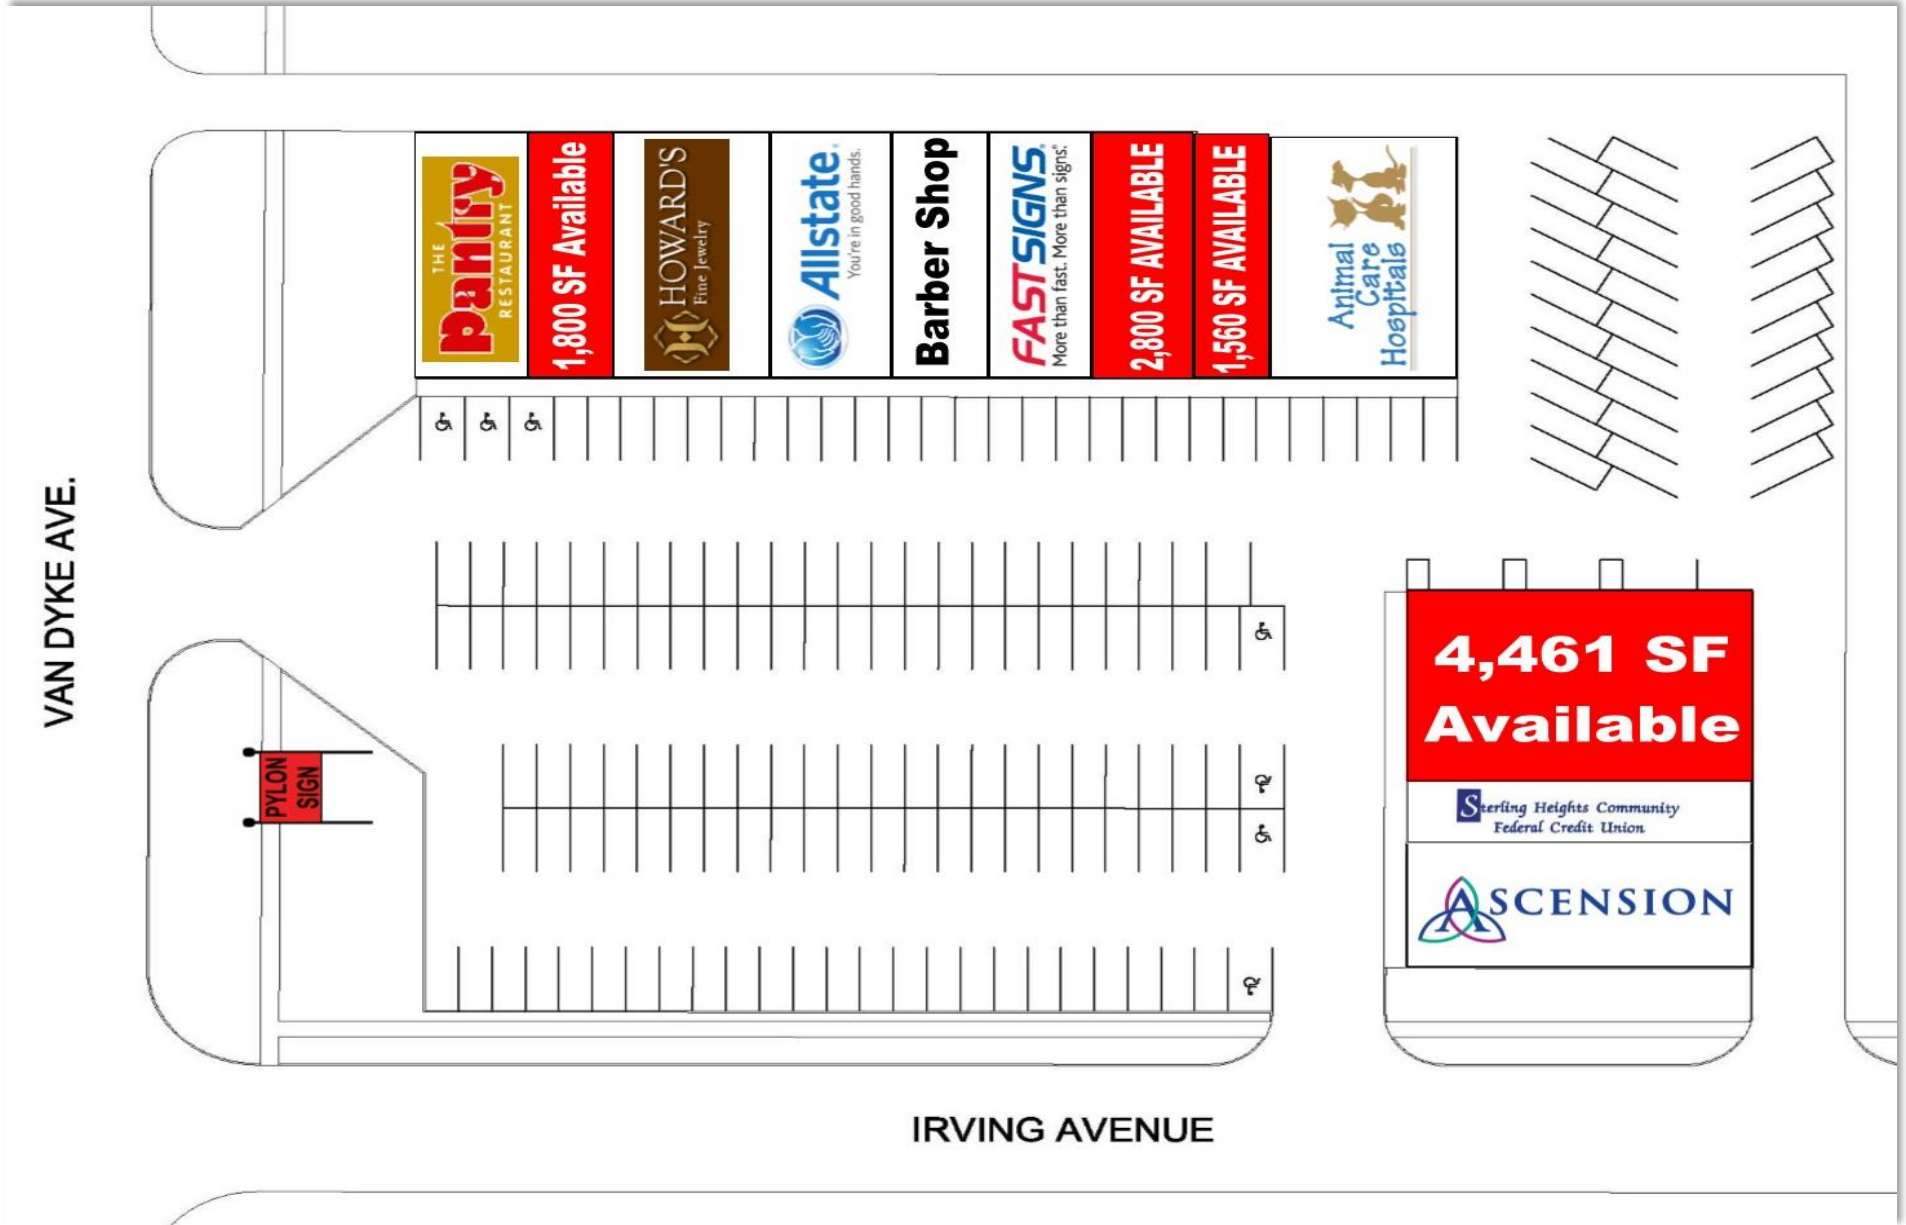 THE
Pantry
RESTAURANT
1,800 SF Available
HOWARD'S
Fine Jewelry
Allstate.
You're in good hands.
Barber Shop
FASTSIGNS.
More than fast. More than signs.
2,800 SF AVAILABLE
1,560 SF AVAILABLE
Animal
Care
Hospitals
VAN DYKE AVE.
PYLON
SIGN
4,461 SF
Available
Sterling Heights Community
Federal Credit Union
ASCENSION
IRVING AVENUE